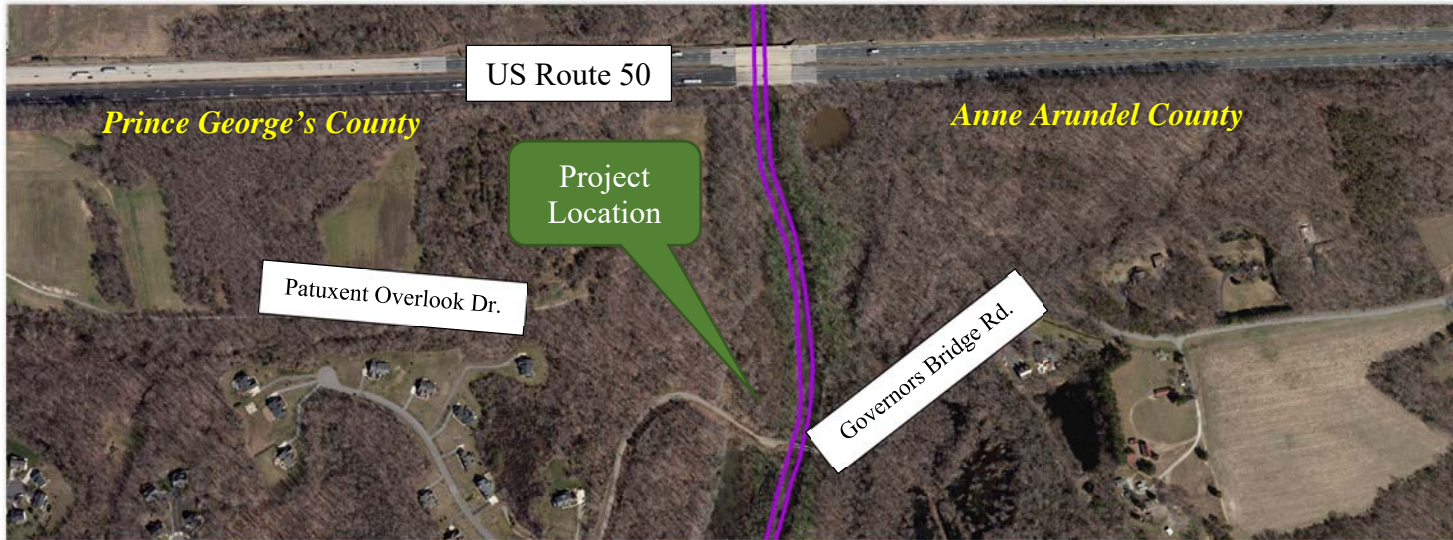 US Route 50
Prince George’s County
Anne Arundel County
Project
Location
Patuxent Overlook Dr.
Governors Bridge Rd.